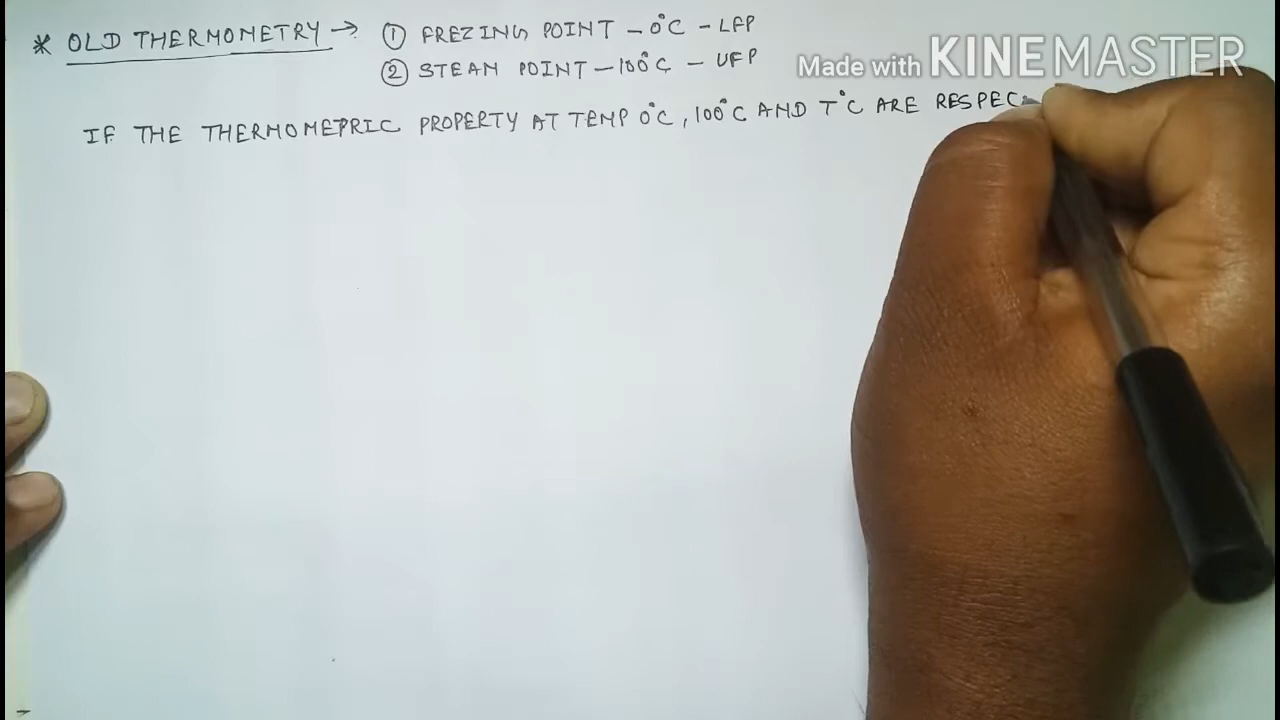 * OLD THERMOMETRY → ① FREZING POINT - 0°C - LFP
② STEAM POINT - 100°C - UFP
Made with KINEMASTER
IF THE THERMOMETRIC PROPERTY AT TEMP 0°C, 100°C AND T°C ARE RESPEC